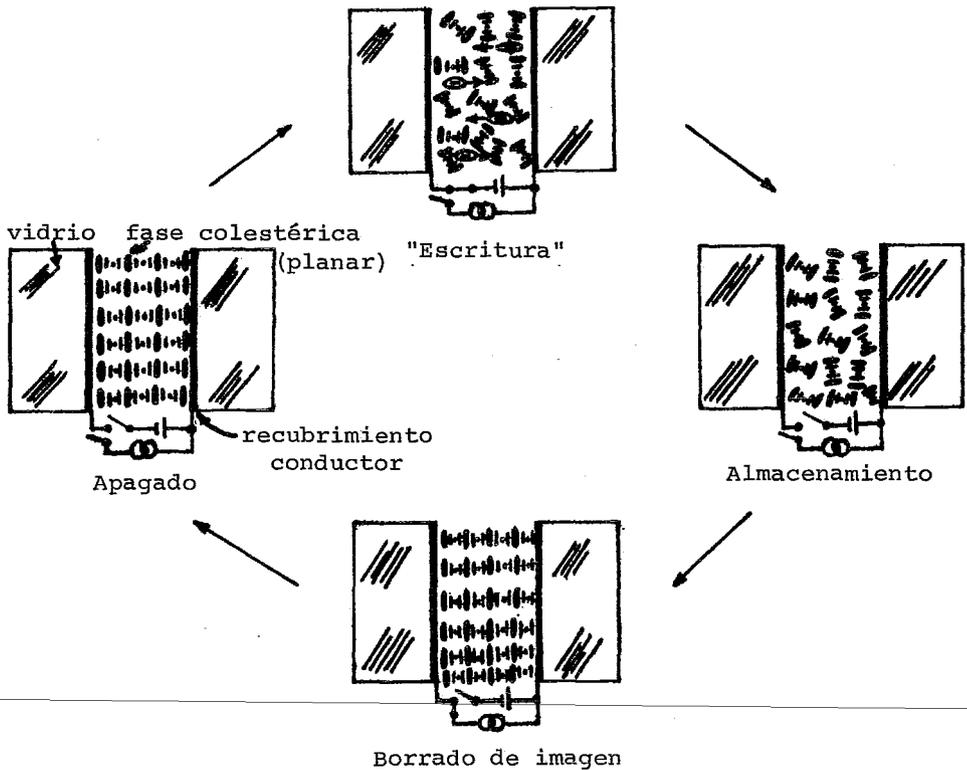 "Escritura"
vidrio fase colestérica
(planar)
recubrimiento
conductor
Apagado
Almacenamiento
Borrado de imagen